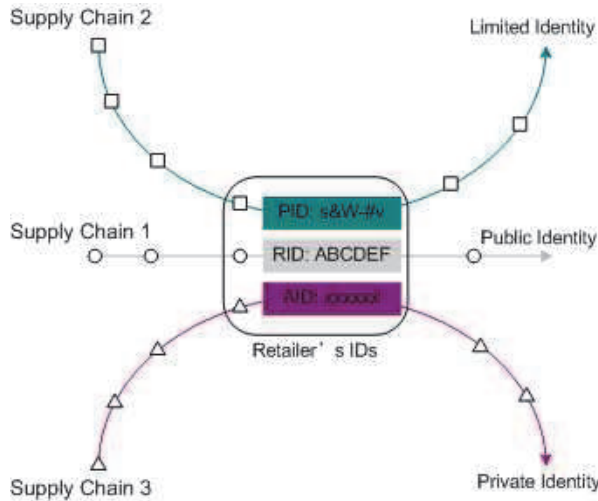 Supply Chain 2
Limited Identity
PID: s&W-#v
Supply Chain 1
RID: ABCDEF
Public Identity
AID:
Retailer’ s IDs
Supply Chain 3
Private Identity